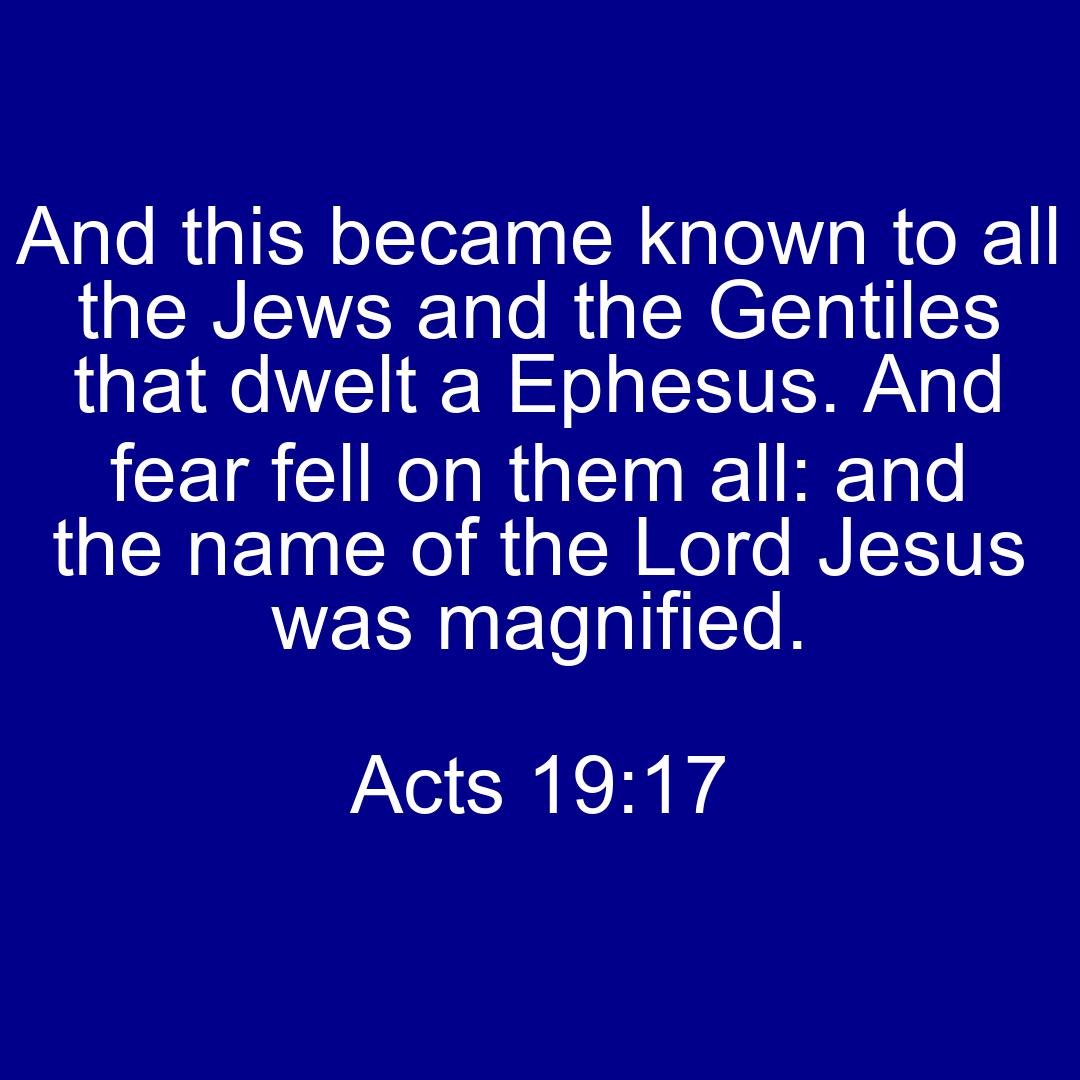 And this became known to all
the Jews and the Gentiles
that dwelt a Ephesus. And
fear fell on them all: and
the name of the Lord Jesus
was magnified.
Acts 19:17